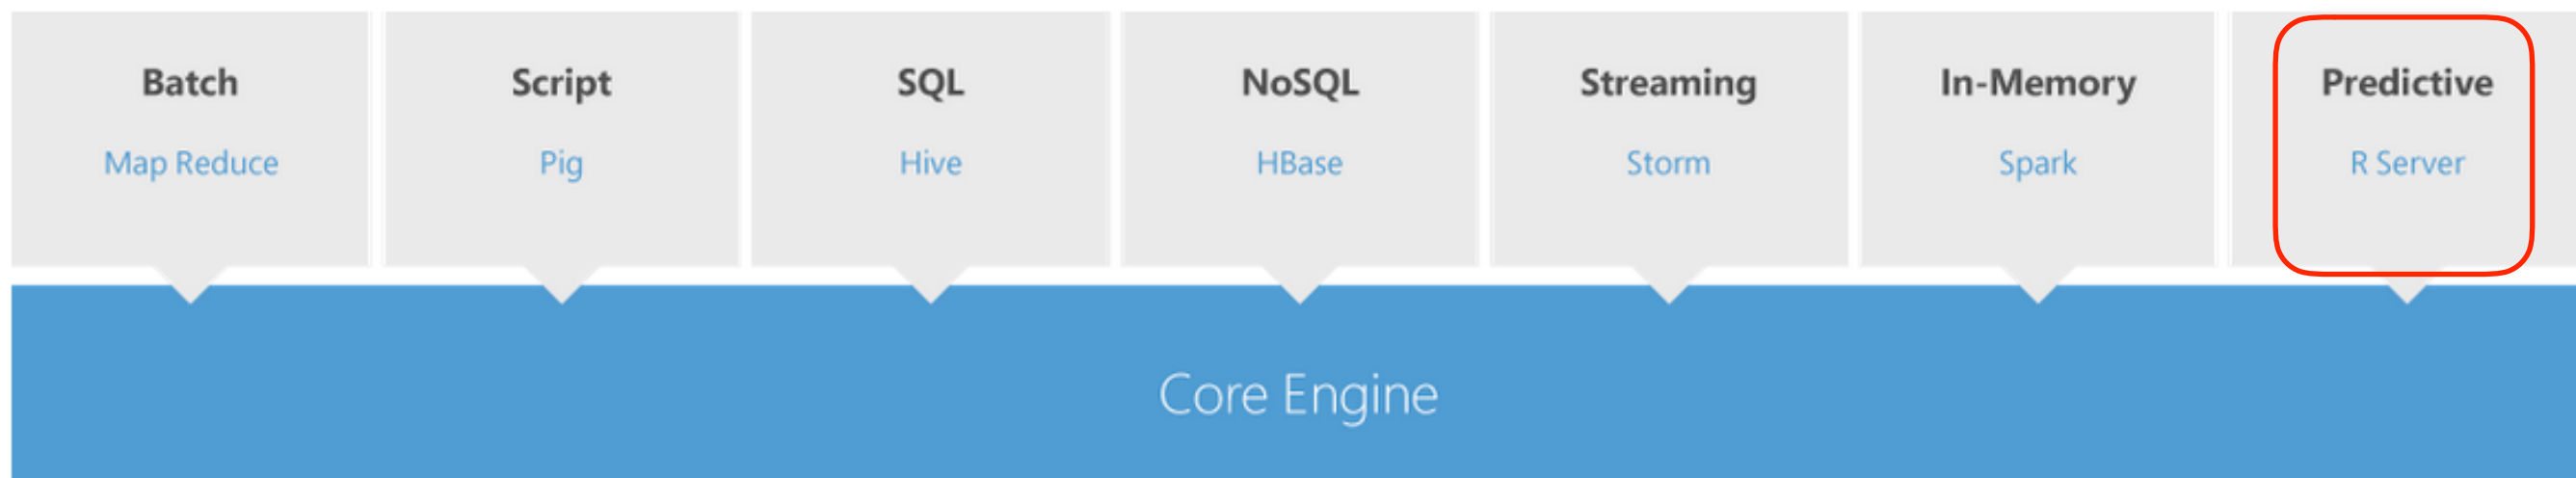 Batch
Map Reduce
Script
Pig
SQL
Hive
NoSQL
HBase
Streaming
Storm
In-Memory
Spark
Predictive
R Server
Core Engine